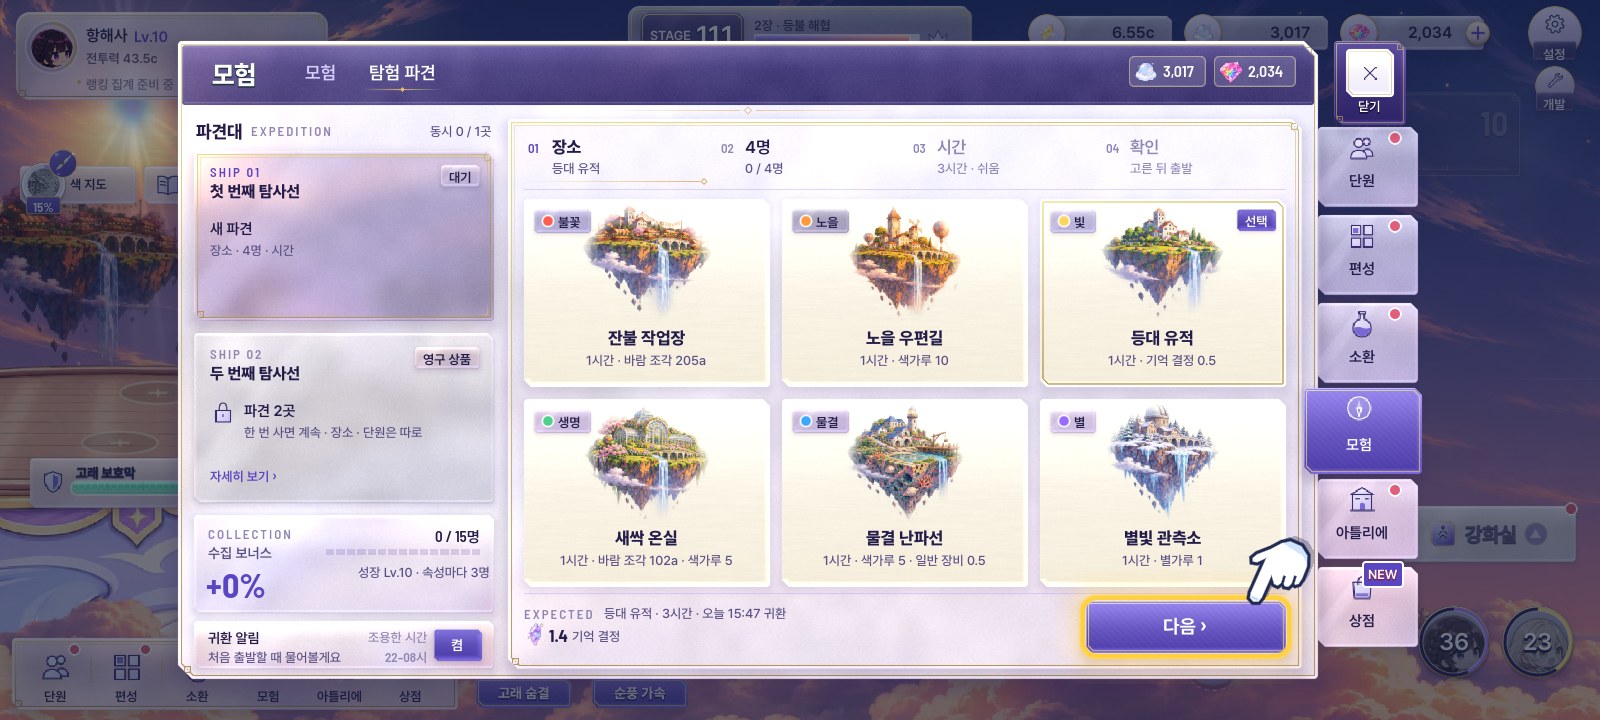 항해사 Lv.10
전투력 43.5c
랭킹 집계 준비 중
STAGE 111
2장 · 등불 해협
6.55c
3,017
2,034
설정
개발
모험
모험
탐험 파견
3,017
2,034
닫기
파견대 EXPEDITION
동시 0 / 1곳
SHIP 01
첫 번째 탐사선
대기
새 파견
장소 · 4명 · 시간
SHIP 02
두 번째 탐사선
영구 상품
파견 2곳
한 번 사면 계속 · 장소 · 단원은 따로
자세히 보기 ›
COLLECTION
수집 보너스
0 / 15명
+0%
성장 Lv.10 · 속성마다 3명
귀환 알림
처음 출발할 때 물어볼게요
조용한 시간
22-08시
켬
01 장소
등대 유적
02 4명
0 / 4명
03 시간
3시간 · 쉬움
04 확인
고른 뒤 출발
불꽃
잔불 작업장
1시간 · 바람 조각 205a
노을
노을 우편길
1시간 · 색가루 10
빛
선택
등대 유적
1시간 · 기억 결정 0.5
생명
새싹 온실
1시간 · 바람 조각 102a · 색가루 5
물결
물결 난파선
1시간 · 색가루 5 · 일반 장비 0.5
별
별빛 관측소
1시간 · 별가루 1
EXPECTED 등대 유적 · 3시간 · 오늘 15:47 귀환
1.4 기억 결정
다음 ›
단원
편성
소환
모험
아틀리에
NEW
상점
색 지도
15%
고래 보호막
10
강화실
36
23
단원
편성
소환
모험
아틀리에
상점
고래 숨결
순풍 가속